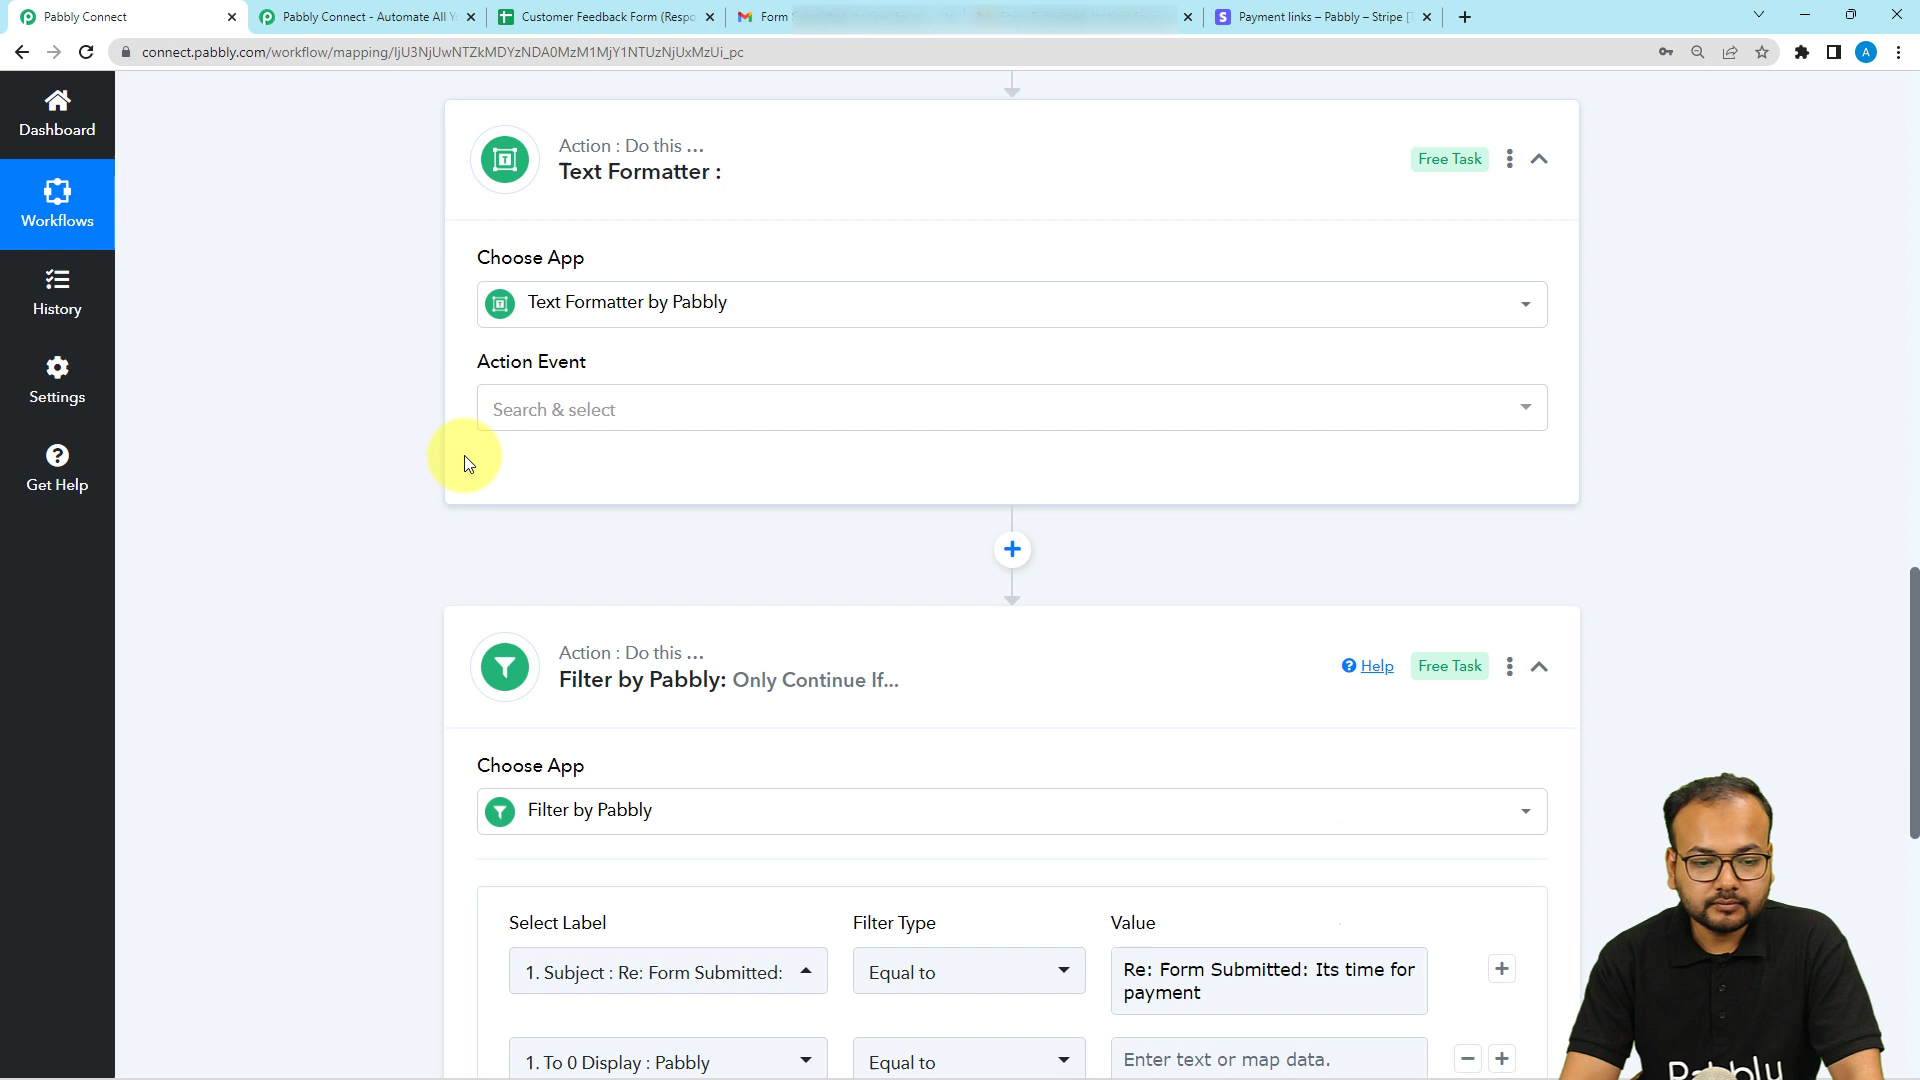 Pabbly Connect
Pabbly Connect - Automate All Y
Customer Feedback Form (Respo
Form
Payment links – Pabbly – Stripe [
connect.pabbly.com/workflow/mapping/IjU3NjUwNTZkMDYzNDA0MzM1MjY1NTUzNjUxMzUi_pc
A
Dashboard
Workflows
History
Settings
Get Help
Action : Do this ...
Text Formatter :
Free Task
Choose App
Text Formatter by Pabbly
Action Event
Search & select
Action : Do this ...
Filter by Pabbly: Only Continue If...
Help
Free Task
Choose App
Filter by Pabbly
Select Label
Filter Type
Value
1. Subject : Re: Form Submitted:
Equal to
Re: Form Submitted: Its time for
payment
1. To 0 Display : Pabbly
Equal to
Enter text or map data.
Pabbly